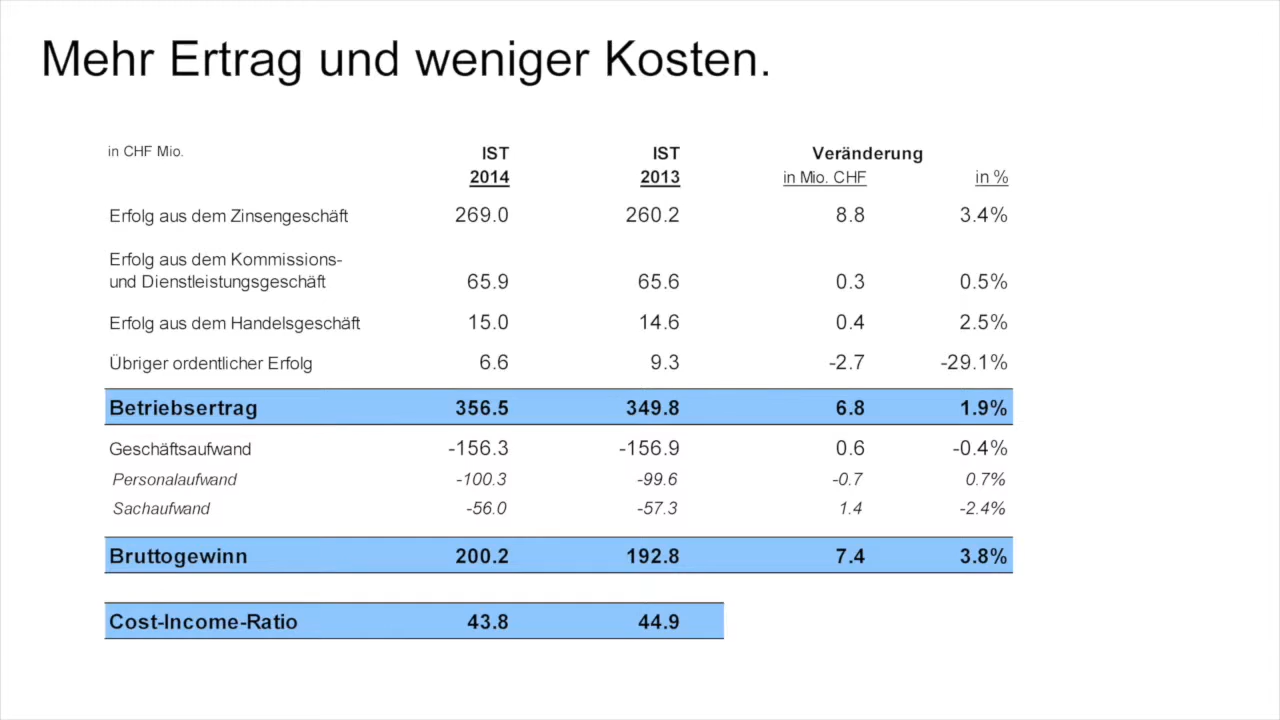 Mehr Ertrag und weniger Kosten.
in CHF Mio. IST IST Veränderung
2014 2013 in Mio. CHF in %
Erfolg aus dem Zinsengeschäft 269.0 260.2 8.8 3.4%
Erfolg aus dem Kommissions-
und Dienstleistungsgeschäft 65.9 65.6 0.3 0.5%
Erfolg aus dem Handelsgeschäft 15.0 14.6 0.4 2.5%
Übriger ordentlicher Erfolg 6.6 9.3 -2.7 -29.1%
Betriebsertrag 356.5 349.8 6.8 1.9%
Geschäftsaufwand -156.3 -156.9 0.6 -0.4%
Personalaufwand -100.3 -99.6 -0.7 0.7%
Sachaufwand -56.0 -57.3 1.4 -2.4%
Bruttogewinn 200.2 192.8 7.4 3.8%
Cost-Income-Ratio 43.8 44.9